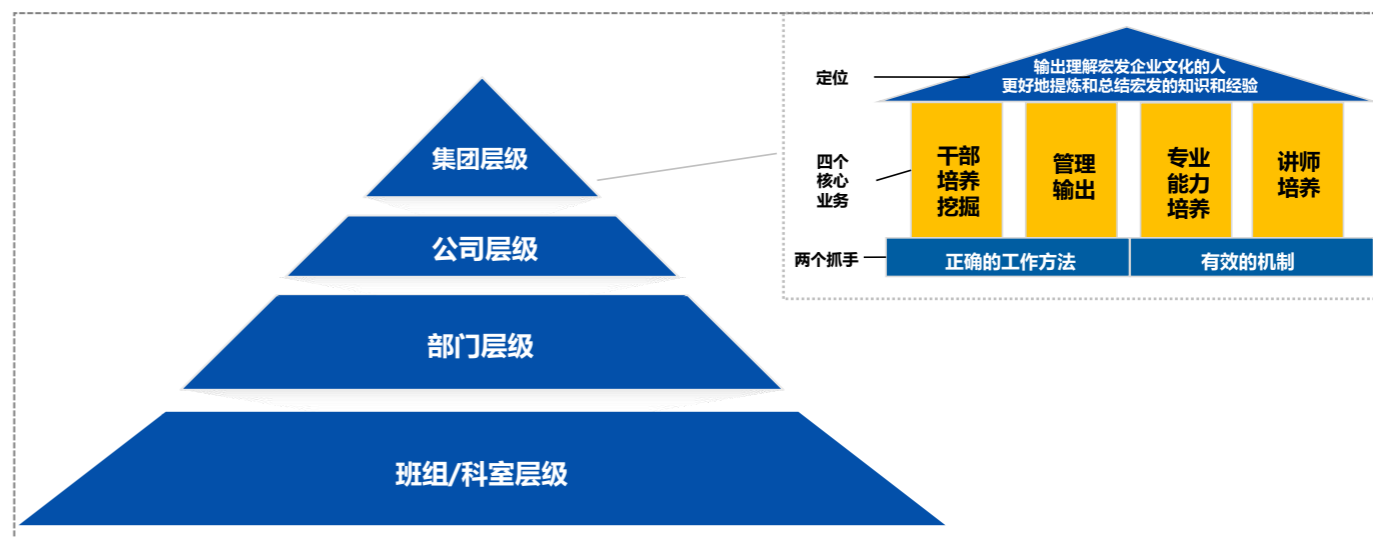 集团层级
公司层级
部门层级
班组/科室层级
定位
输出理解宏发企业文化的人
更好地提炼和总结宏发的知识和经验
四个
核心
业务
干部
培养
挖掘
管理
输出
专业
能力
培养
讲师
培养
两个抓手
正确的工作方法
有效的机制